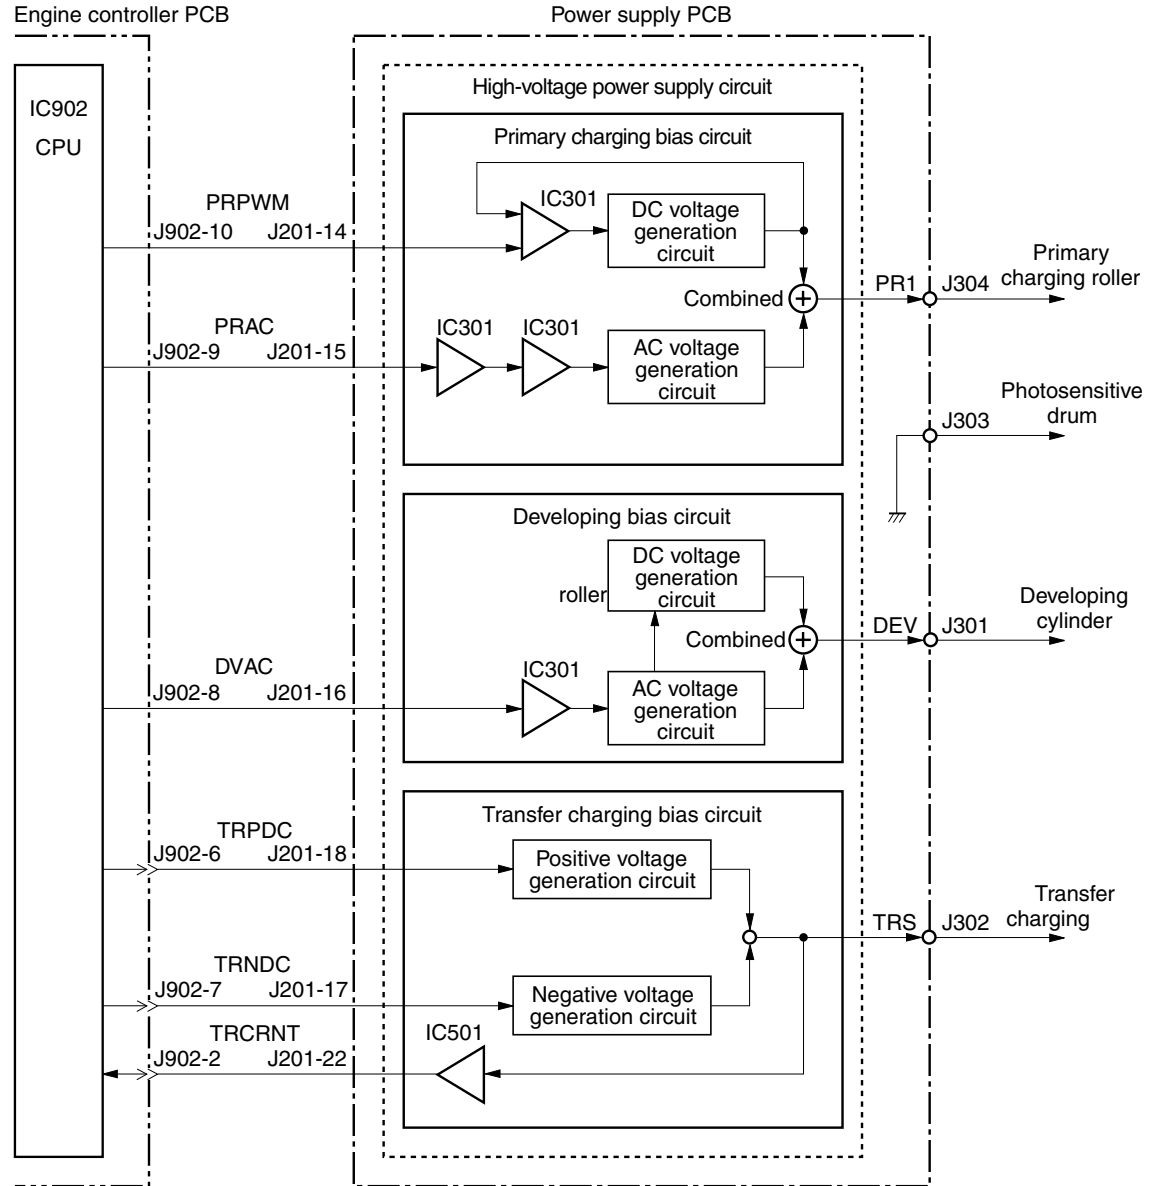 Engine controller PCB
Power supply PCB
IC902
CPU
High-voltage power supply circuit
Primary charging bias circuit
PRPWM
J902-10 J201-14
IC301
DC voltage
generation
circuit
Combined
PR1
J304
Primary
charging roller
PRAC
J902-9 J201-15
IC301
IC301
AC voltage
generation
circuit
J303
Photosensitive
drum
Developing bias circuit
DC voltage
generation
circuit
roller
Combined
DEV
J301
Developing
cylinder
DVAC
J902-8 J201-16
IC301
AC voltage
generation
circuit
Transfer charging bias circuit
TRPDC
J902-6 J201-18
Positive voltage
generation circuit
TRS
J302
Transfer
charging
TRNDC
J902-7 J201-17
Negative voltage
generation circuit
TRCRNT
J902-2 J201-22
IC501